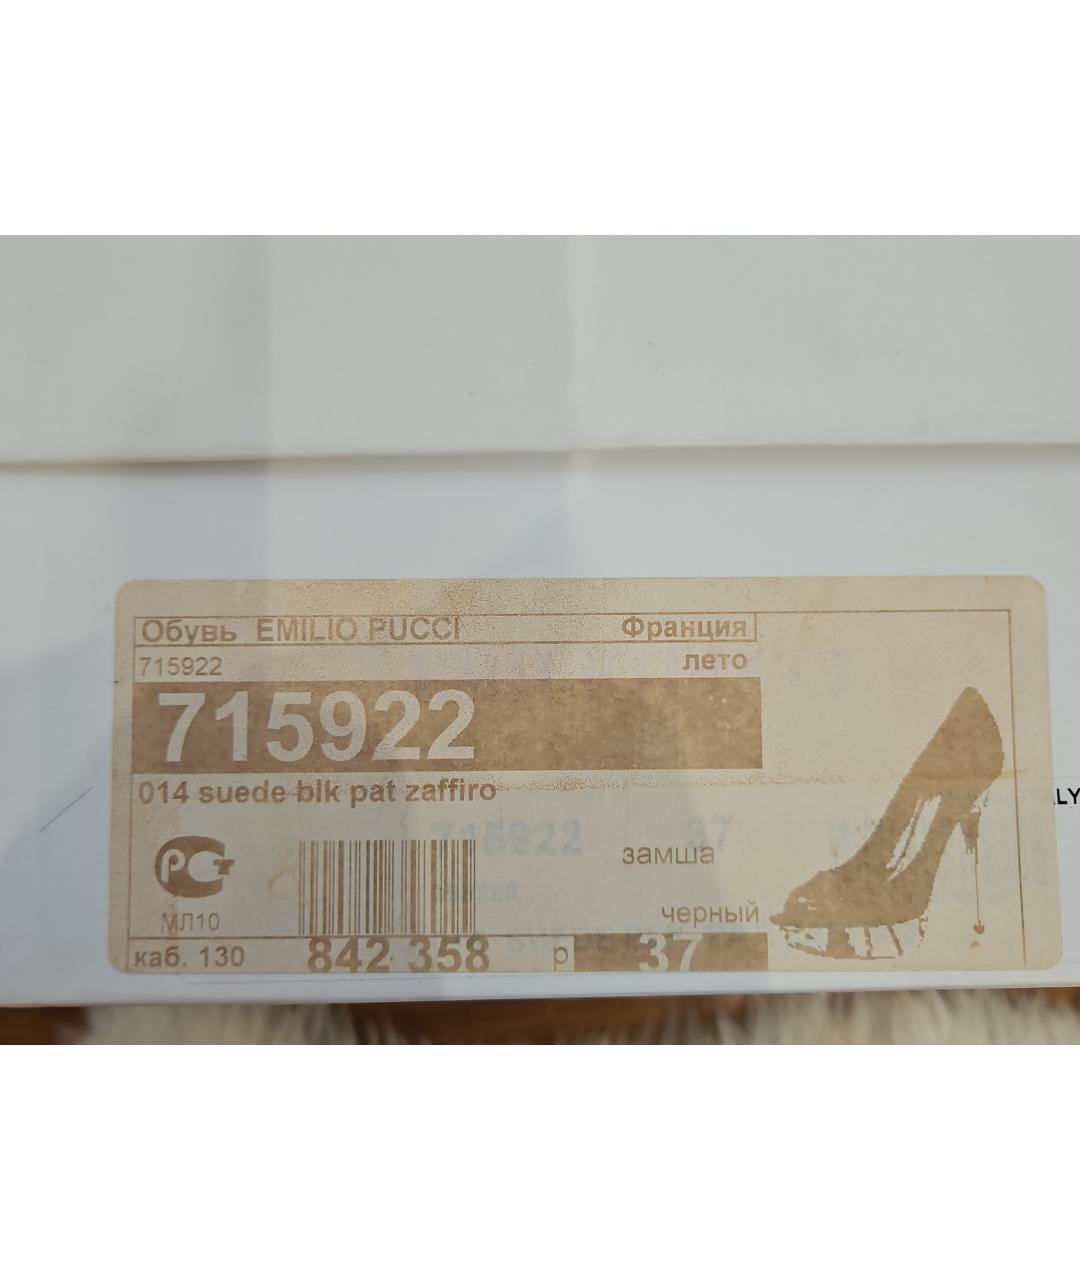 Обувь EMILIO PUCCI Франция
715922 лето
715922
014 suede blk pat zaffiro
715922 37
замша
РСТ
МЛ10
черный
каб. 130 842 358 р 37
ALY